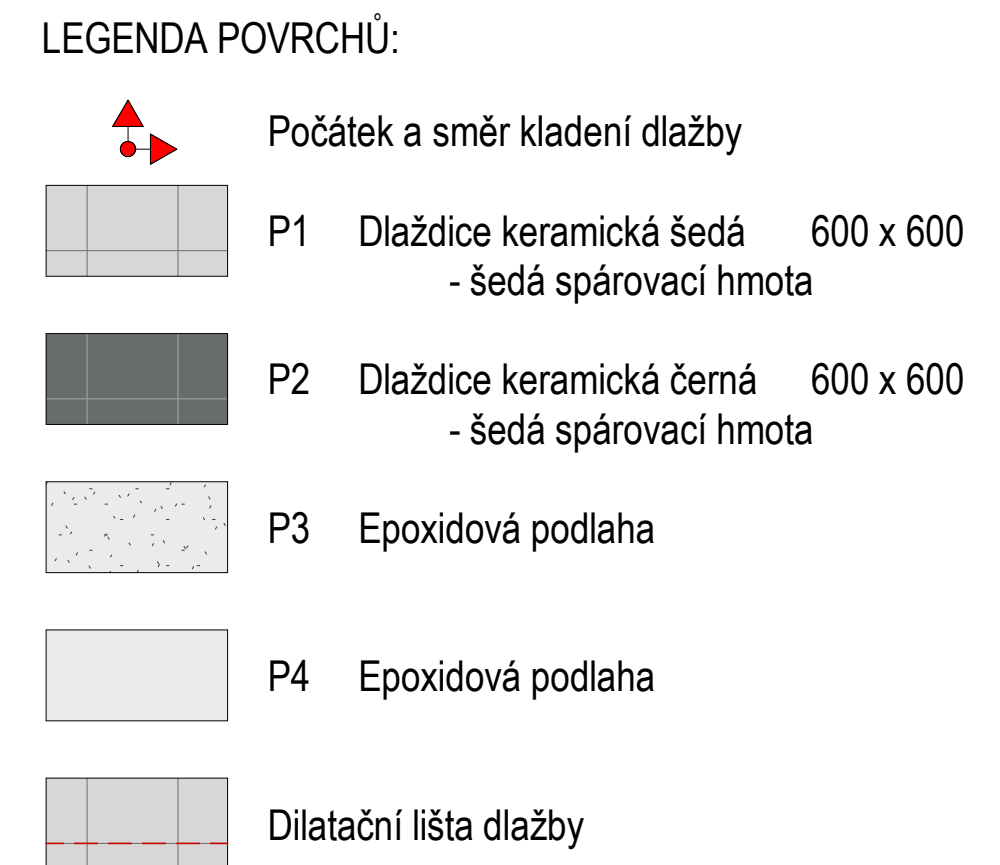 LEGENDA POVRCHŮ:
Počátek a směr kladení dlažby
P1 Dlaždice keramická šedá 600 x 600
- šedá spárovací hmota
P2 Dlaždice keramická černá 600 x 600
- šedá spárovací hmota
P3 Epoxidová podlaha
P4 Epoxidová podlaha
Dilatační lišta dlažby